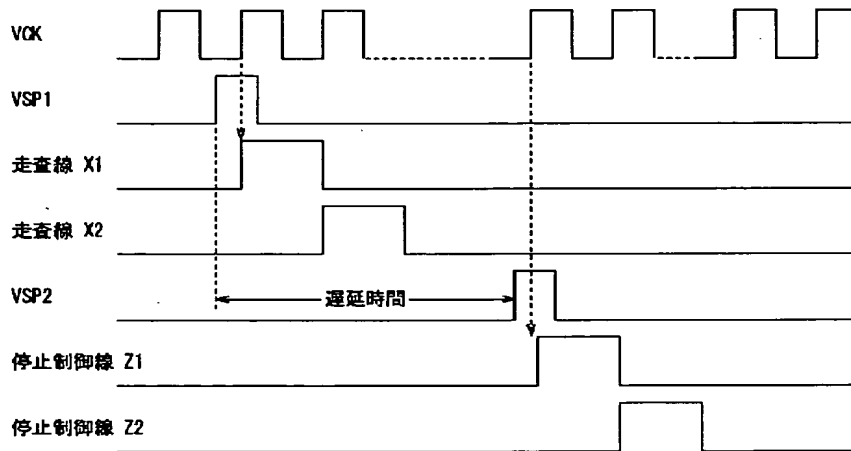 VCK
VSP1
走査線 X1
走査線 X2
VSP2
遅延時間
停止制御線 Z1
停止制御線 Z2